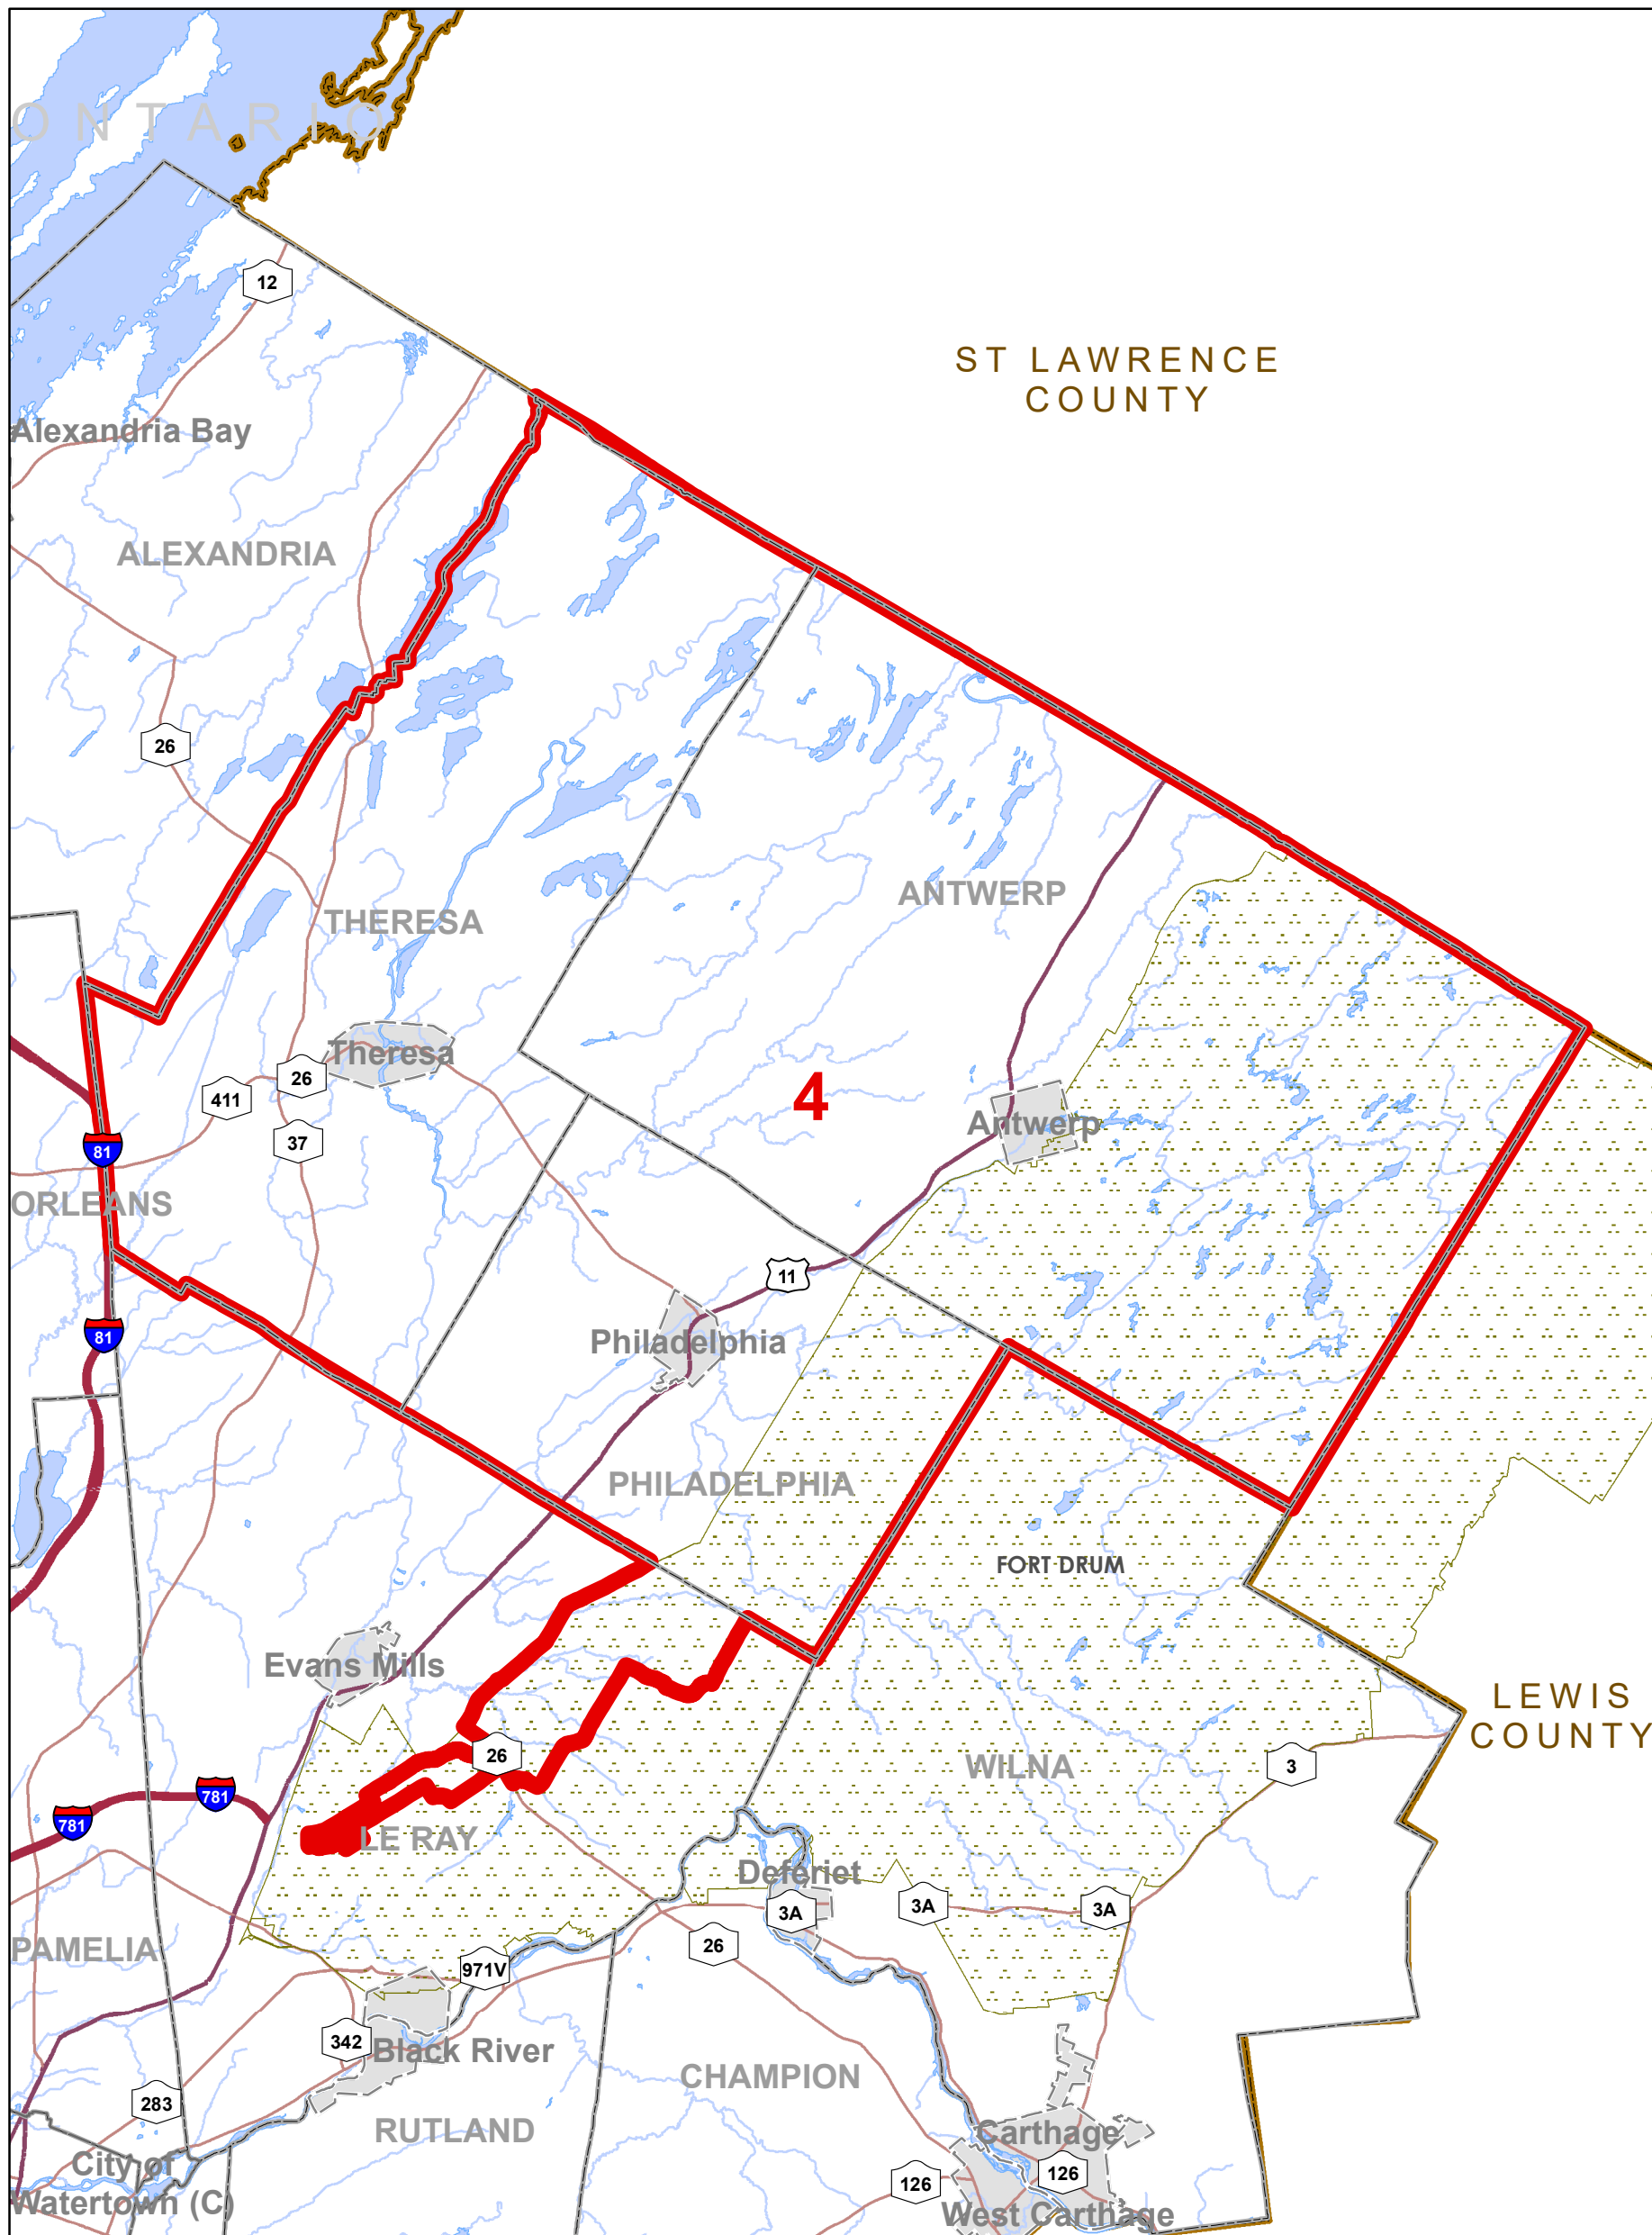 ONTARIO
12
ST LAWRENCE
COUNTY
Alexandria Bay
ALEXANDRIA
26
ANTWERP
THERESA
Theresa
26
4
411
Antwerp
37
81
ORLEANS
11
81
Philadelphia
PHILADELPHIA
FORT DRUM
Evans Mills
LEWIS
COUNTY
26
WILNA
3
781
781
LE RAY
Deferiet
3A
3A
3A
26
PAMELIA
971V
342
Black River
CHAMPION
283
RUTLAND
Carthage
City of
Watertown (C)
126
126
West Carthage